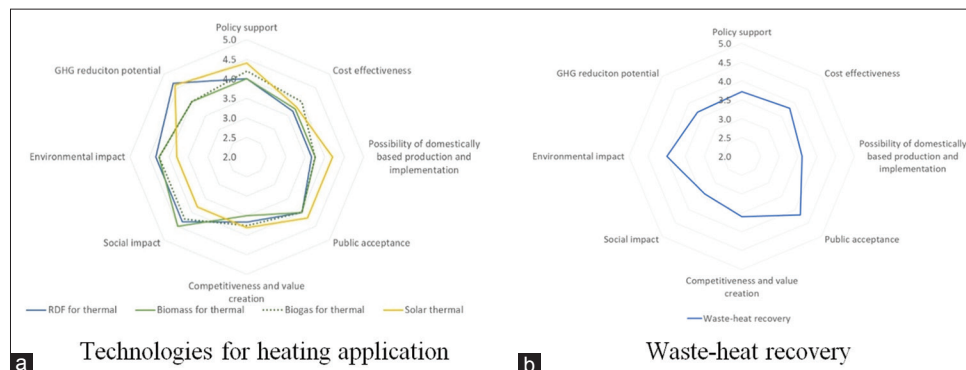 Policy support
5.0
4.5
4.0
3.5
3.0
2.5
2.0
Cost effectiveness
Possibility of domestically
based production and
implementation
Public acceptance
Competitiveness and value
creation
Social impact
Environmental impact
GHG reduciton potential
RDF for thermal
Biomass for thermal
Biogas for thermal
Solar thermal
a
Technologies for heating application
Policy support
5.0
4.5
4.0
3.5
3.0
2.5
2.0
Cost effectiveness
Possibility of domestically
based production and
implementation
Public acceptance
Competitiveness and value
creation
Social impact
Environmental impact
GHG reduciton potential
Waste-heat recovery
b
Waste-heat recovery